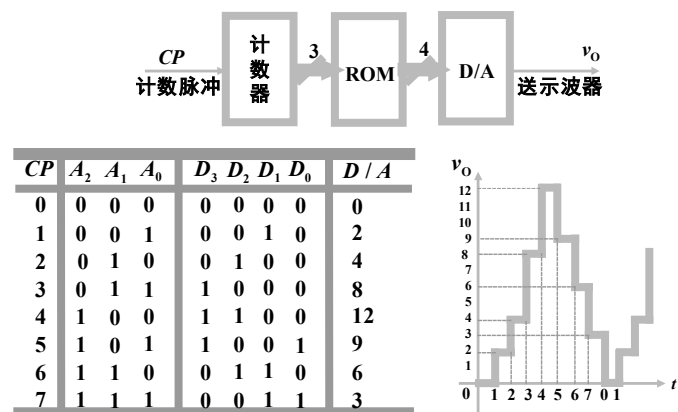 CP
计数脉冲
计
数
器
3
ROM
4
D/A
v_O
送示波器
CP A₂ A₁ A₀ D₃ D₂ D₁ D₀ D / A
0 0 0 0 0 0 0 0 0
1 0 0 1 0 0 1 0 2
2 0 1 0 0 1 0 0 4
3 0 1 1 1 0 0 0 8
4 1 0 0 1 1 0 0 12
5 1 0 1 1 0 0 1 9
6 1 1 0 0 1 1 0 6
7 1 1 1 0 0 1 1 3
v_O
12
11
10
9
8
7
6
5
4
3
2
1
0 1 2 3 4 5 6 7 0 1 t